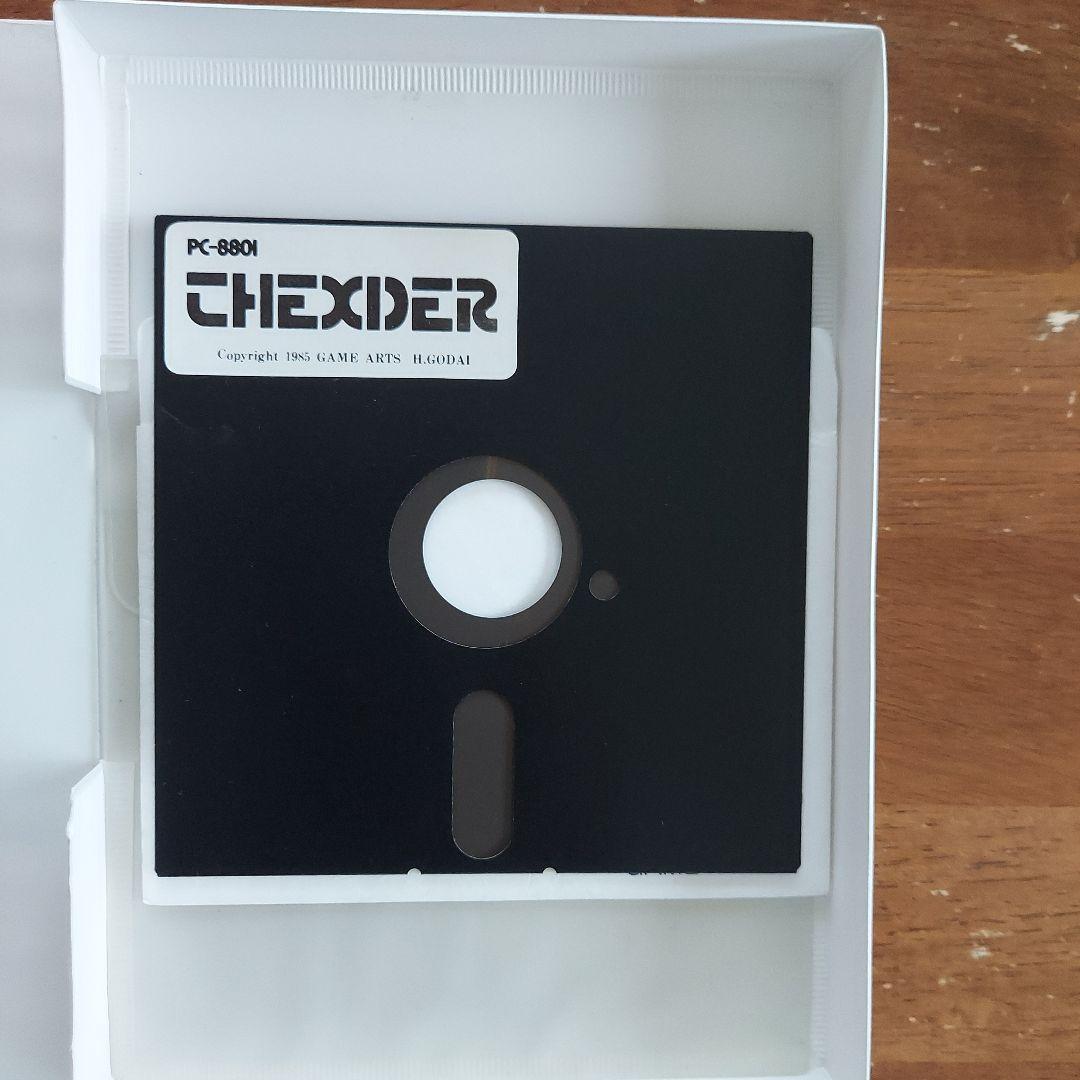 PC-8801
THEXDER
Copyright 1985 GAME ARTS H.GODAI